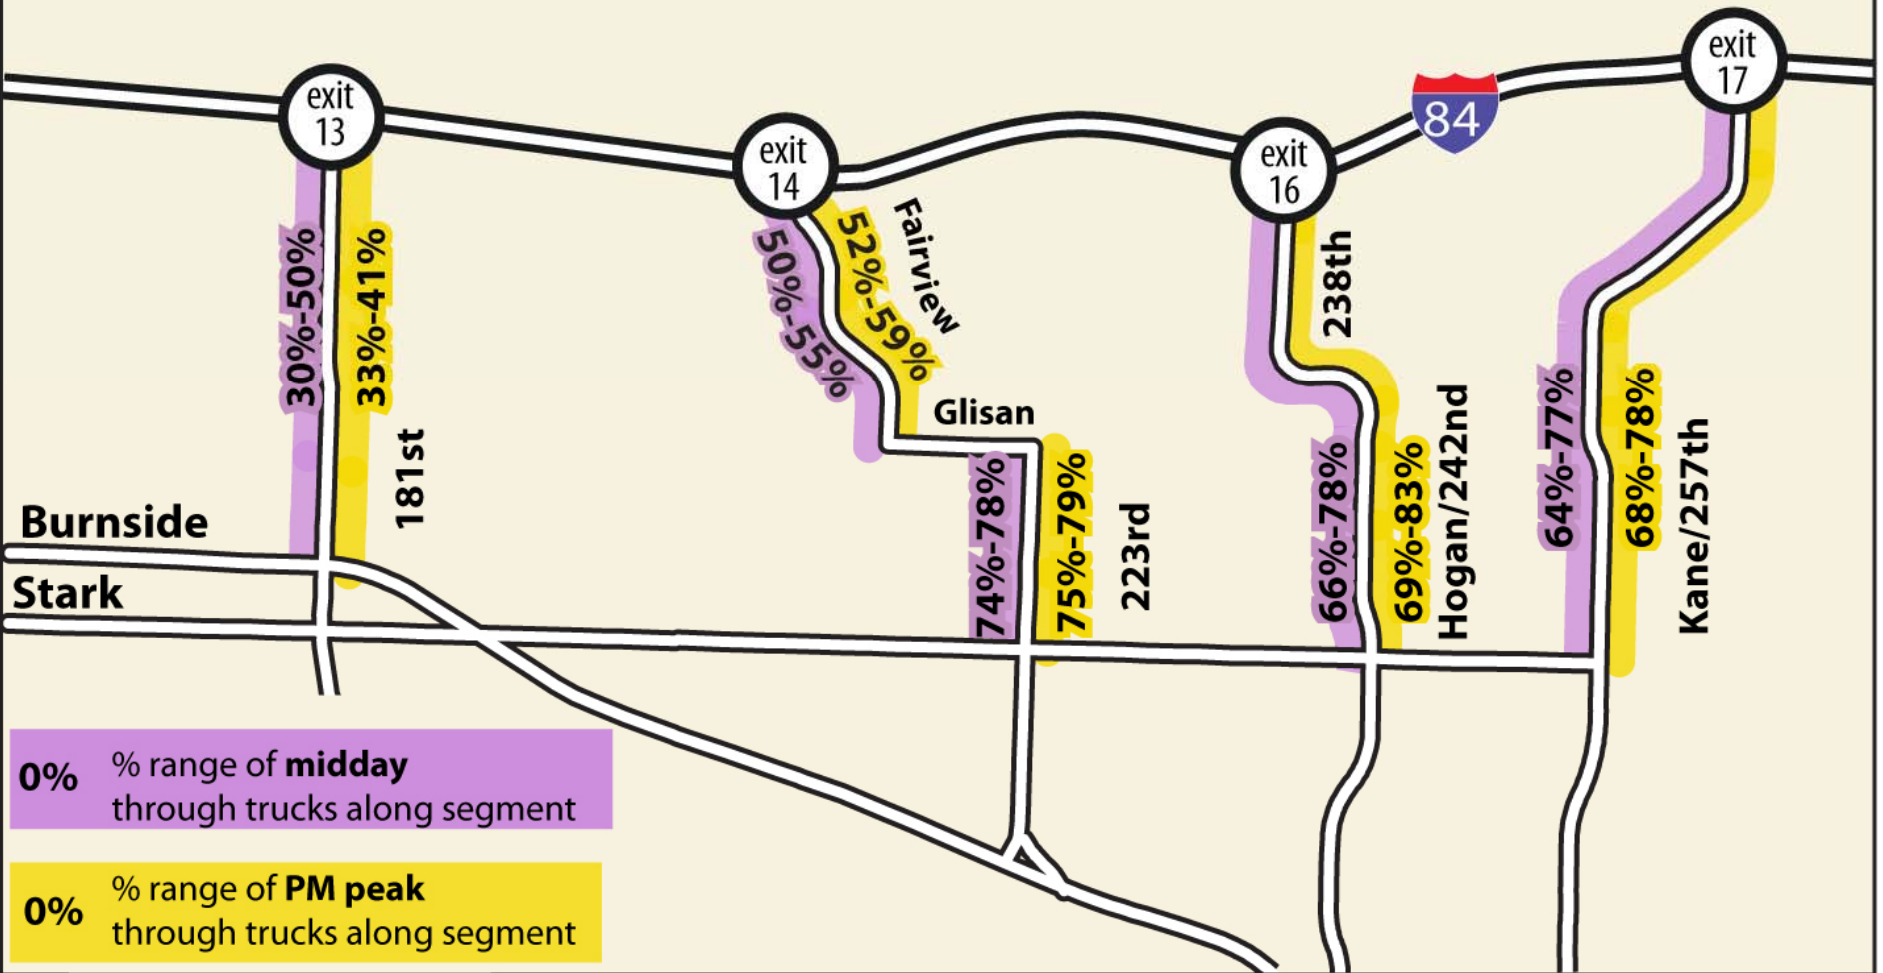 exit
13
exit
14
exit
16
84
exit
17
30%-50%
33%-41%
181st
50%-55%
52%-59%
Fairview
Glisan
74%-78%
75%-79%
223rd
238th
66%-78%
69%-83%
Hogan/242nd
64%-77%
68%-78%
Kane/257th
Burnside
Stark
0% % range of midday
through trucks along segment
0% % range of PM peak
through trucks along segment